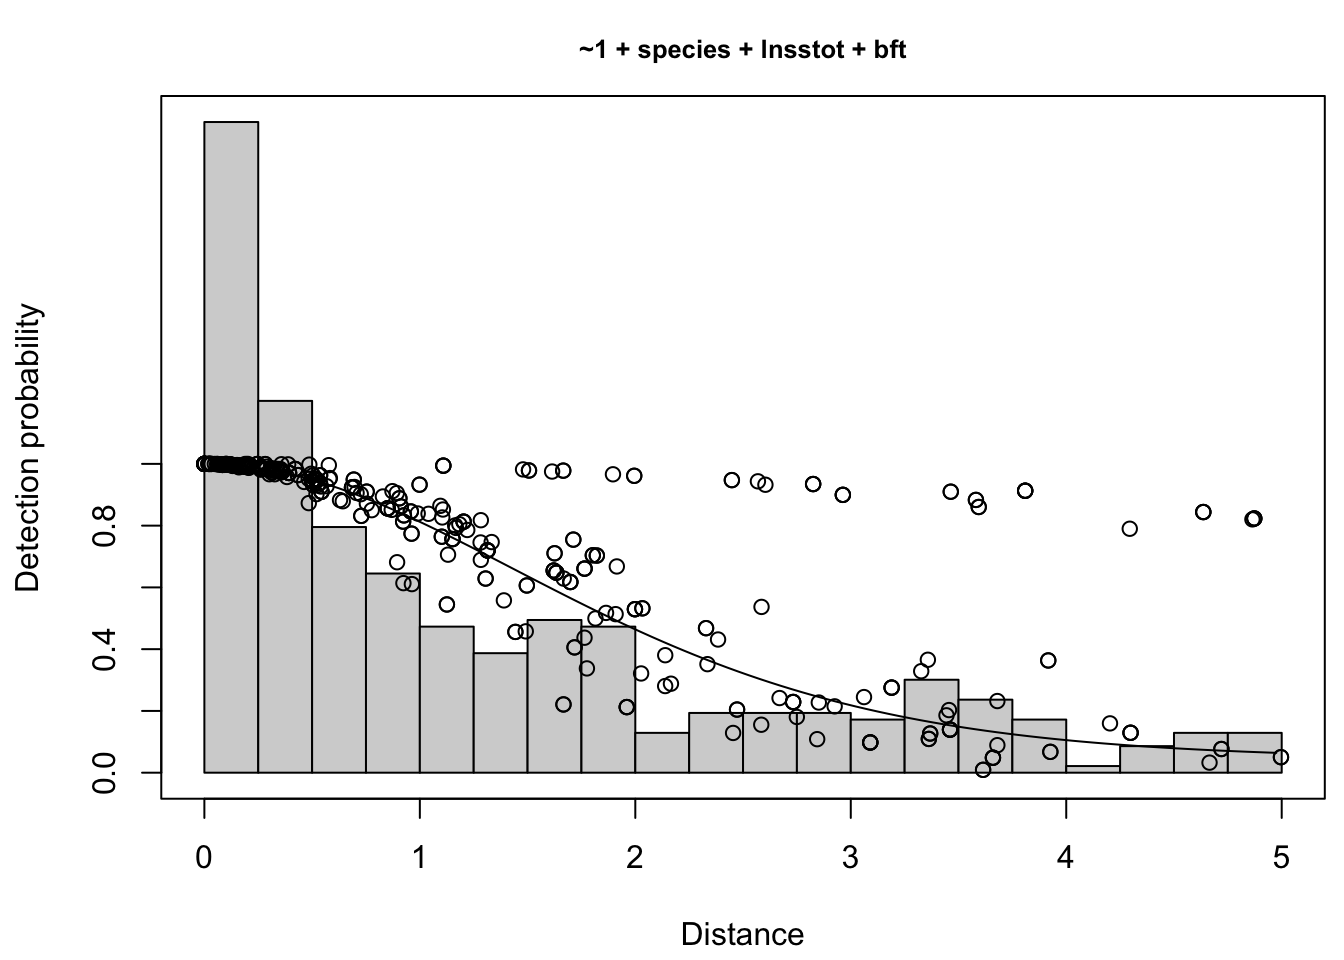 ~1 + species + lnsstot + bft
Detection probability
0.8
0.4
0.0
0 1 2 3 4 5
Distance